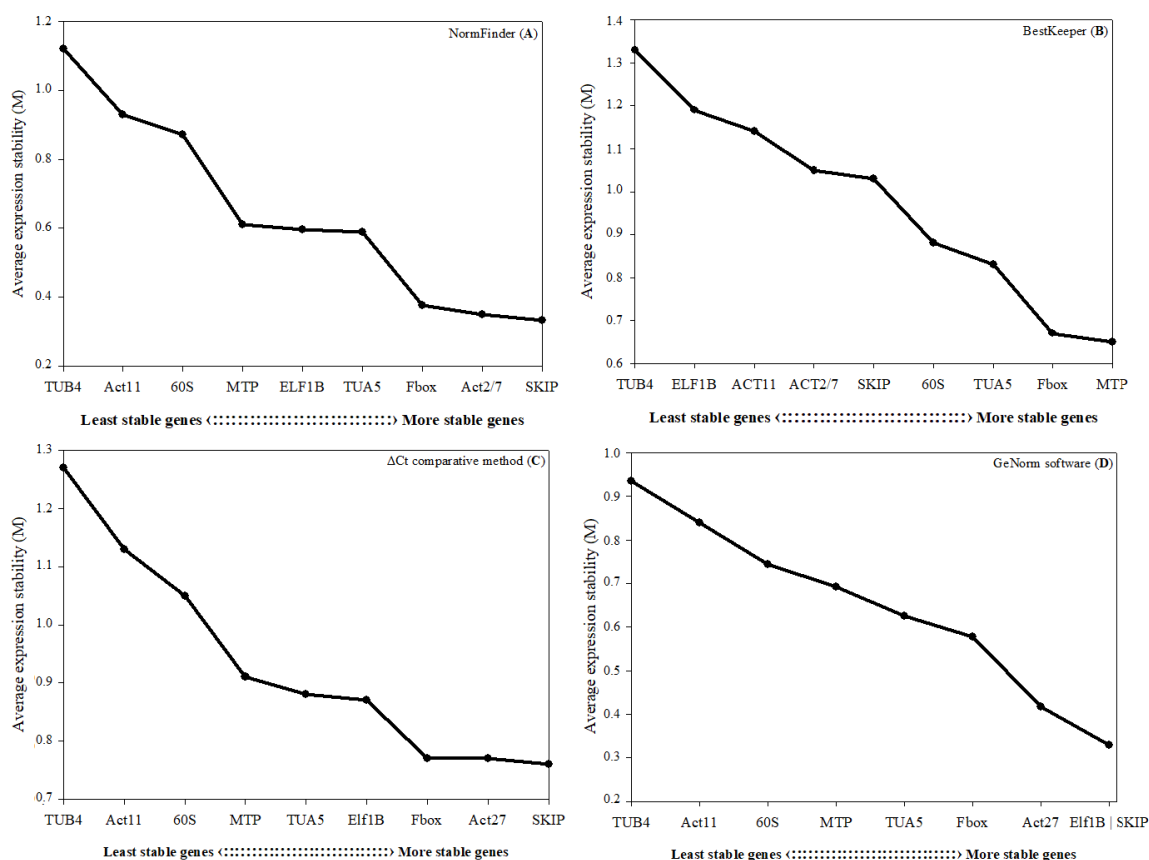 NormFinder (A)
Average expression stability (M)
1.2
1.0
0.8
0.6
0.4
0.2
TUB4 Act11 60S MTP ELF1B TUA5 Fbox Act2/7 SKIP
Least stable genes <::::::::::::::::::::::::::::> More stable genes
BestKeeper (B)
Average expression stability (M)
1.4
1.3
1.2
1.1
1.0
0.9
0.8
0.7
0.6
TUB4 ELF1B ACT11 ACT2/7 SKIP 60S TUA5 Fbox MTP
Least stable genes <::::::::::::::::::::::::::::> More stable genes
ΔCt comparative method (C)
Average expression stability (M)
1.3
1.2
1.1
1.0
0.9
0.8
0.7
TUB4 Act11 60S MTP TUA5 Elf1B Fbox Act27 SKIP
Least stable genes <::::::::::::::::::::::::::::> More stable genes
GeNorm software (D)
Average expression stability (M)
1.0
0.9
0.8
0.7
0.6
0.5
0.4
0.3
0.2
TUB4 Act11 60S MTP TUA5 Fbox Act27 Elf1B | SKIP
Least stable genes <::::::::::::::::::::::::::::> More stable genes